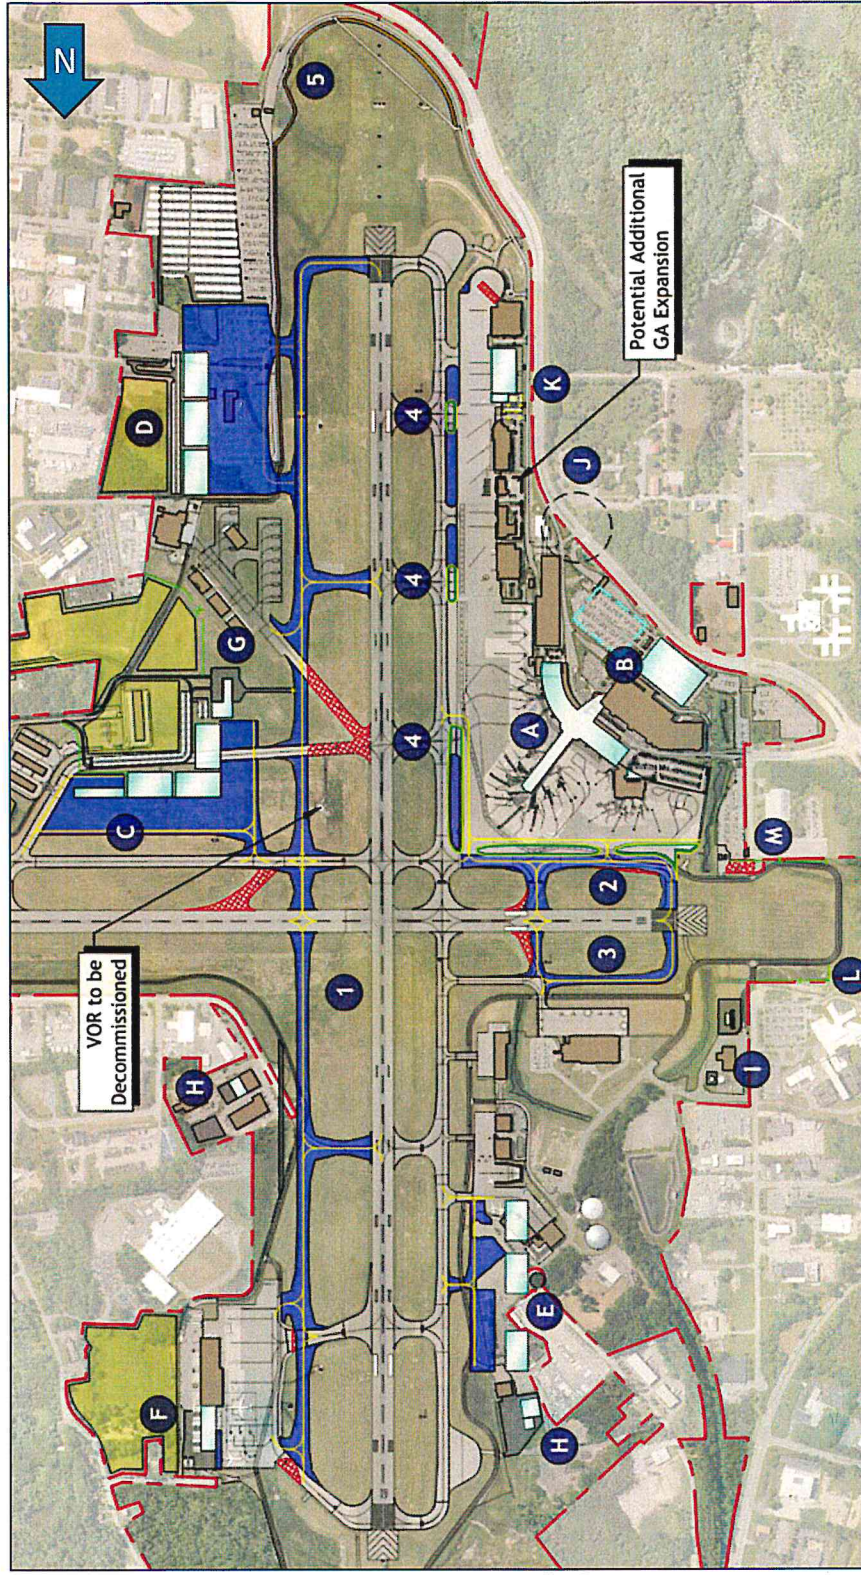 N
5
D
Potential Additional
GA Expansion
K
4
J
4
G
B
A
4
C
M
2
VOR to be
Decommissioned
1
3
L
H
I
E
F
H